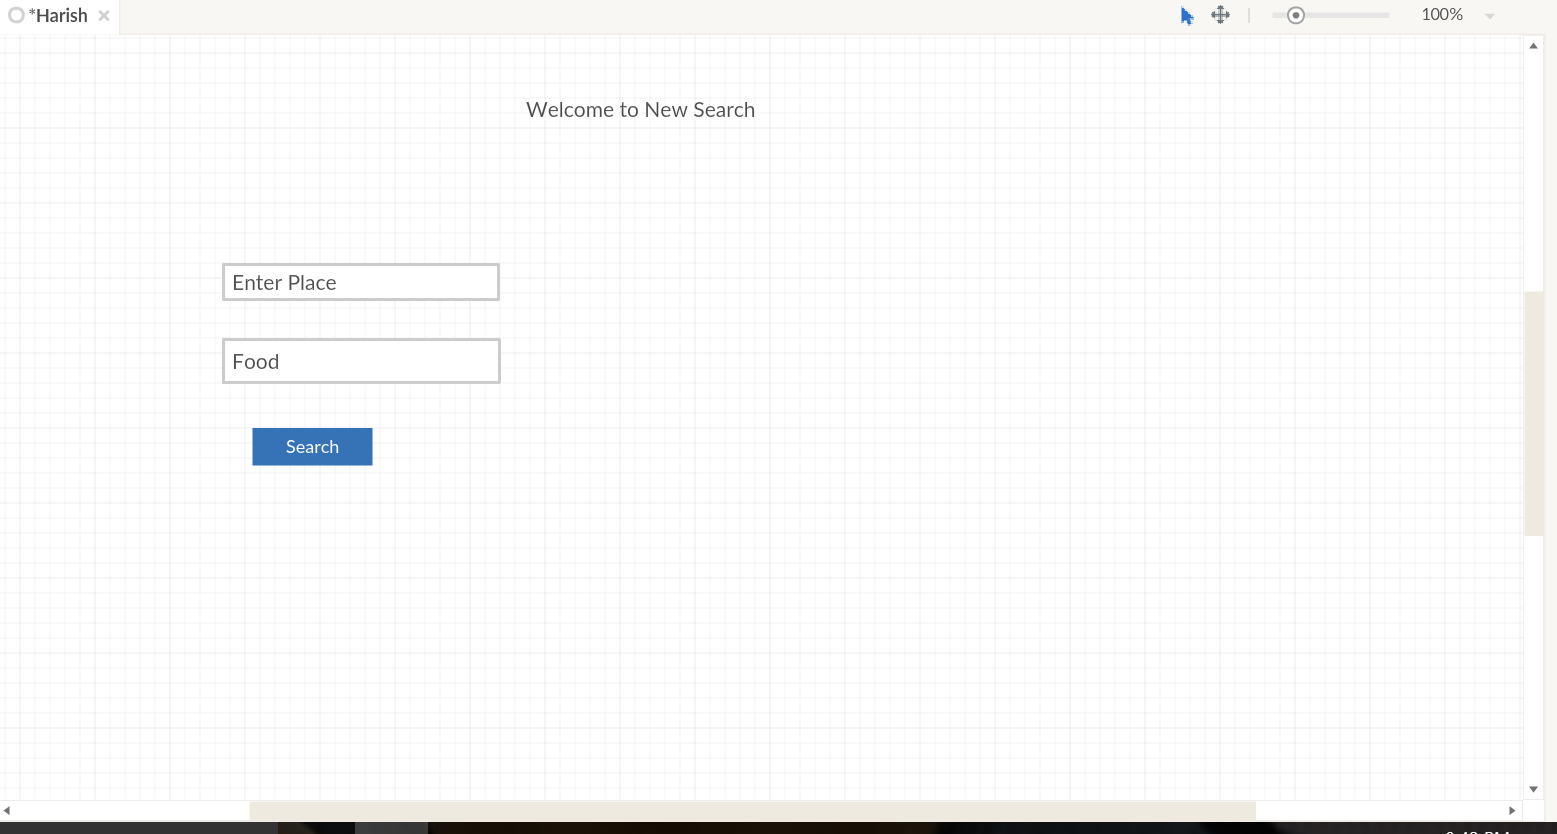 *Harish
100%
Welcome to New Search
Enter Place
Food
Search